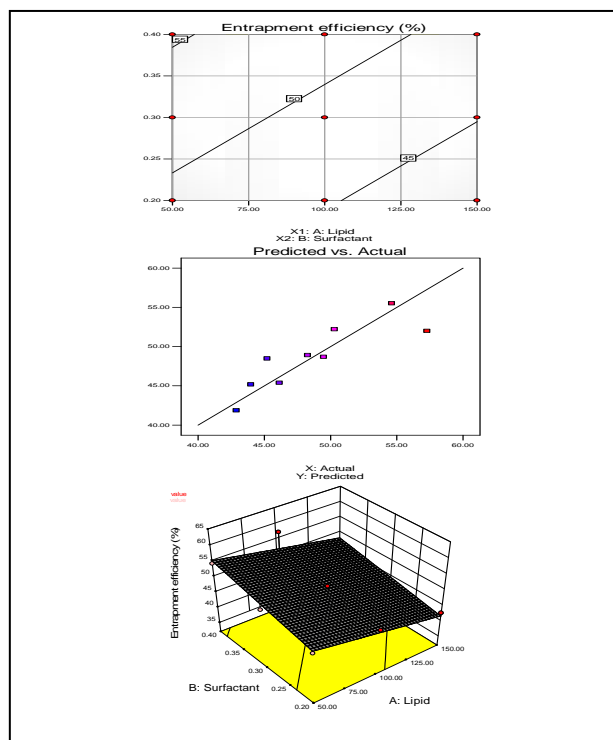 Entrapment efficiency (%)
0.40
55
0.35
50
0.30
0.25
45
0.20
50.00 75.00 100.00 125.00 150.00
X1: A: Lipid
X2: B: Surfactant
Predicted vs. Actual
60.00
55.00
50.00
45.00
40.00
40.00 45.00 50.00 55.00 60.00
X: Actual
Y: Predicted
value
value
Entrapment efficiency (%)
65
60
55
50
45
40
35
0.40
0.35
0.30
0.25
0.20
50.00
75.00
100.00
125.00
150.00
B: Surfactant
A: Lipid